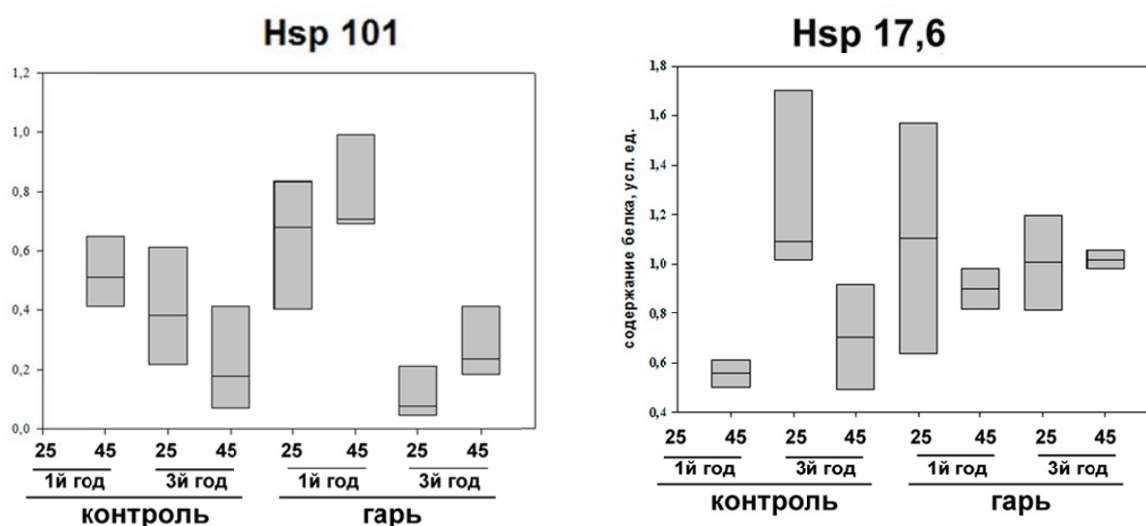 Hsp 101
1,2
1,0
0,8
0,6
0,4
0,2
0,0
25 45 25 45 25 45 25 45
1й год 3й год 1й год 3й год
контроль гарь
Hsp 17,6
содержание белка, усл. ед.
1,8
1,6
1,4
1,2
1,0
0,8
0,6
0,4
25 45 25 45 25 45 25 45
1й год 3й год 1й год 3й год
контроль гарь